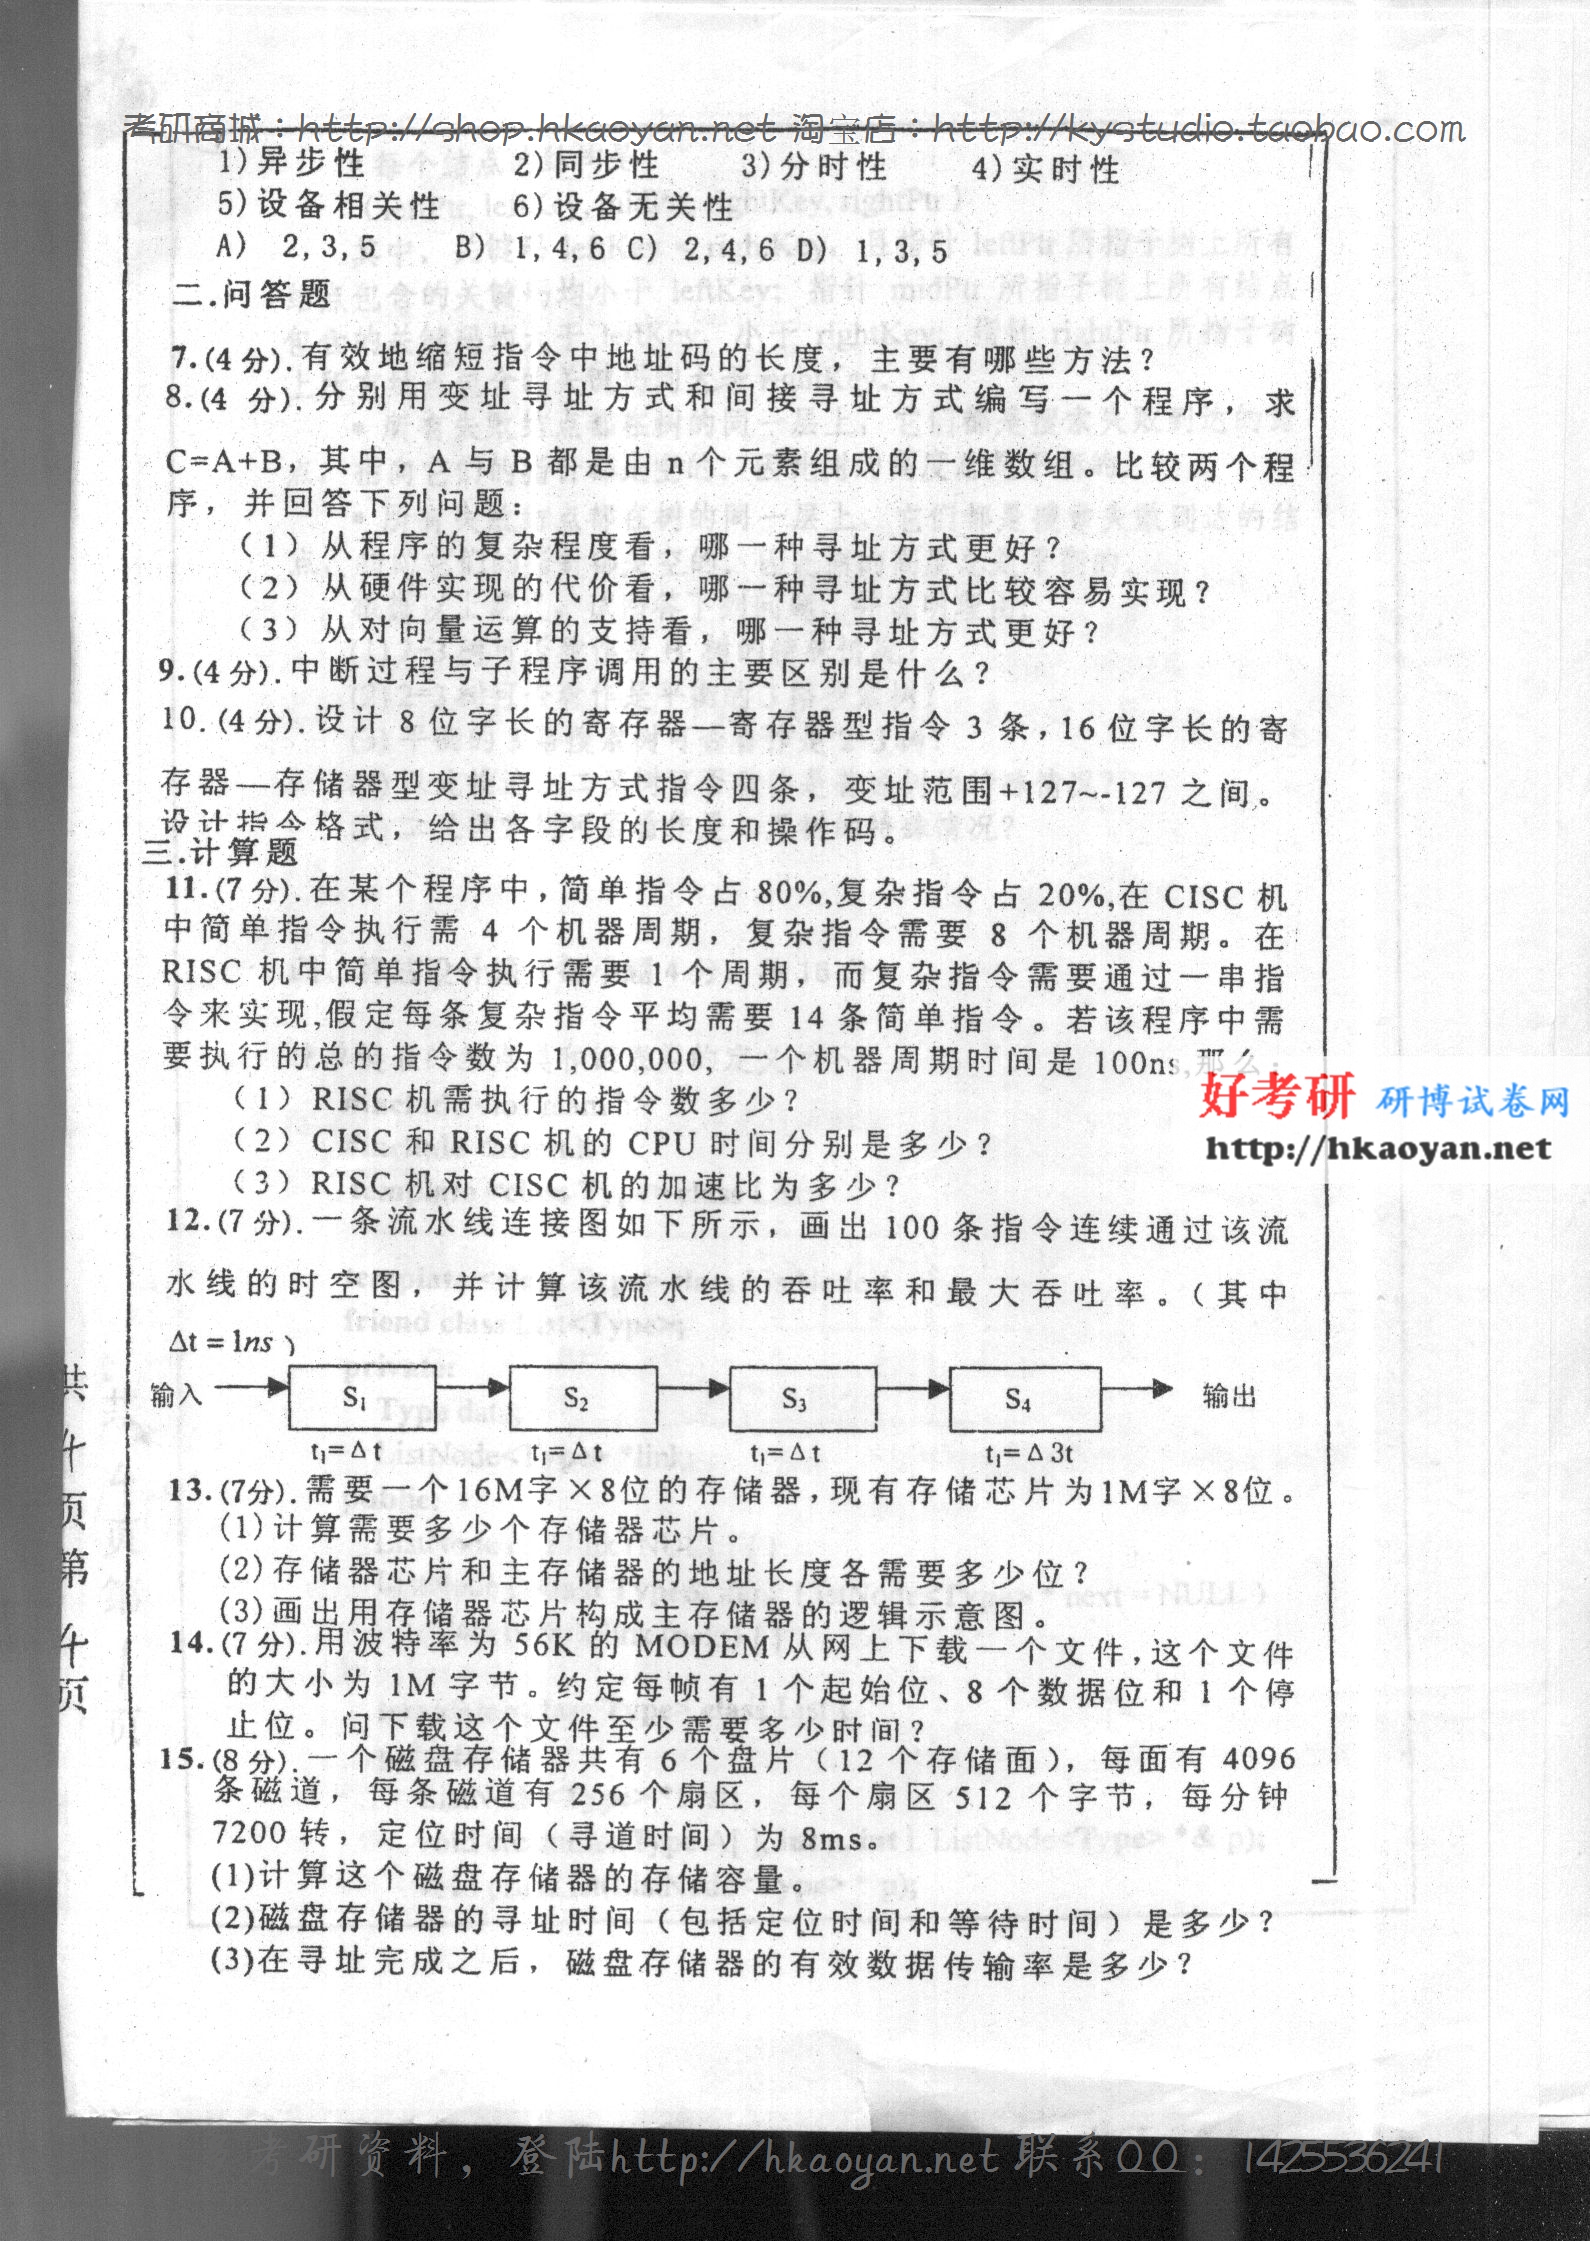 考研商城：http://shop.hkaoyan.net 淘宝店：http://kystudio.taobao.com
1)异步性 2)同步性 3)分时性 4)实时性
5)设备相关性 6)设备无关性
A) 2,3,5 B) 1,4,6 C) 2,4,6 D) 1,3,5
二.问答题
7.(4分).有效地缩短指令中地址码的长度，主要有哪些方法？
8.(4 分).分别用变址寻址方式和间接寻址方式编写一个程序，求
C=A+B，其中，A 与 B 都是由 n 个元素组成的一维数组。比较两个程
序，并回答下列问题：
（1）从程序的复杂程度看，哪一种寻址方式更好？
（2）从硬件实现的代价看，哪一种寻址方式比较容易实现？
（3）从对向量运算的支持看，哪一种寻址方式更好？
9.(4分).中断过程与子程序调用的主要区别是什么？
10.(4分).设计 8 位字长的寄存器—寄存器型指令 3 条，16 位字长的寄
存器—存储器型变址寻址方式指令四条，变址范围+127~-127 之间。
设计指令格式，给出各字段的长度和操作码。
三.计算题
11.(7分).在某个程序中，简单指令占 80%,复杂指令占 20%,在 CISC 机
中简单指令执行需 4 个机器周期，复杂指令需要 8 个机器周期。在
RISC 机中简单指令执行需要 1 个周期，而复杂指令需要通过一串指
令来实现,假定每条复杂指令平均需要 14 条简单指令。若该程序中需
要执行的总的指令数为 1,000,000, 一个机器周期时间是 100ns,那么：
（1）RISC 机需执行的指令数多少？
（2）CISC 和 RISC 机的 CPU 时间分别是多少？
（3）RISC 机对 CISC 机的加速比为多少？
好考研 研博试卷网
http://hkaoyan.net
12.(7分).一条流水线连接图如下所示，画出 100 条指令连续通过该流
水线的时空图，并计算该流水线的吞吐率和最大吞吐率。（其中
Δt = 1ns ）
输入 S1 S2 S3 S4 输出
t1=Δt t1=Δt t1=Δt t1=Δ3t
13.(7分).需要一个16M字×8位的存储器，现有存储芯片为1M字×8位。
(1)计算需要多少个存储器芯片。
(2)存储器芯片和主存储器的地址长度各需要多少位？
(3)画出用存储器芯片构成主存储器的逻辑示意图。
14.(7分).用波特率为 56K 的 MODEM 从网上下载一个文件，这个文件
的大小为 1M 字节。约定每帧有 1 个起始位、8 个数据位和 1 个停
止位。问下载这个文件至少需要多少时间？
15.(8分).一个磁盘存储器共有 6 个盘片（12 个存储面），每面有 4096
条磁道，每条磁道有 256 个扇区，每个扇区 512 个字节，每分钟
7200 转，定位时间（寻道时间）为 8ms。
(1)计算这个磁盘存储器的存储容量。
(2)磁盘存储器的寻址时间（包括定位时间和等待时间）是多少？
(3)在寻址完成之后，磁盘存储器的有效数据传输率是多少？
共
页
第
页
考研资料，登陆http://hkaoyan.net 联系QQ：1425536241